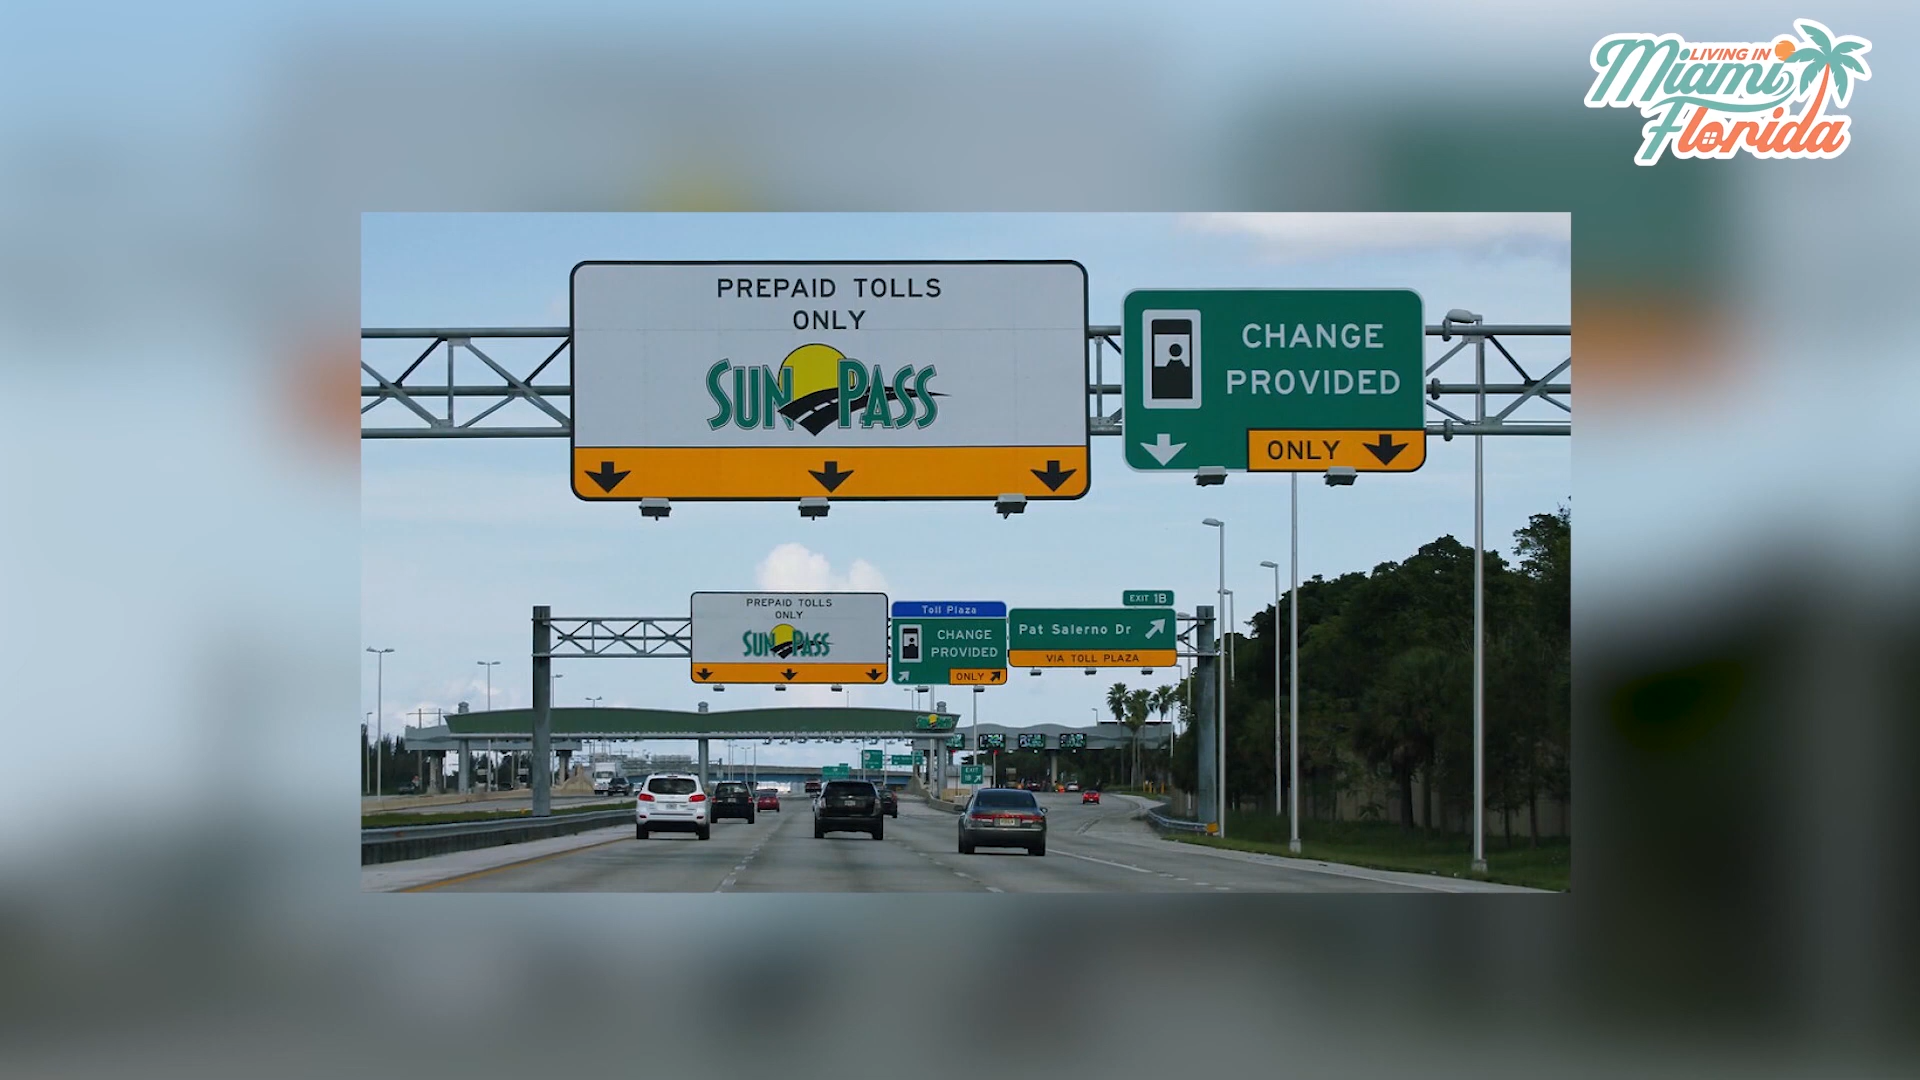 LIVING IN
Miami
Florida
PREPAID TOLLS
ONLY
SUN PASS
CHANGE
PROVIDED
ONLY
PREPAID TOLLS
ONLY
SUN PASS
Toll Plaza
CHANGE
PROVIDED
ONLY
EXIT 1B
Pat Salerno Dr
VIA TOLL PLAZA
EXIT